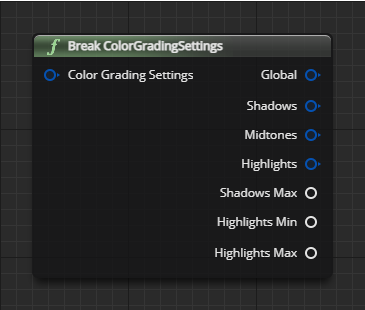 f Break ColorGradingSettings
Color Grading Settings Global
Shadows
Midtones
Highlights
Shadows Max
Highlights Min
Highlights Max